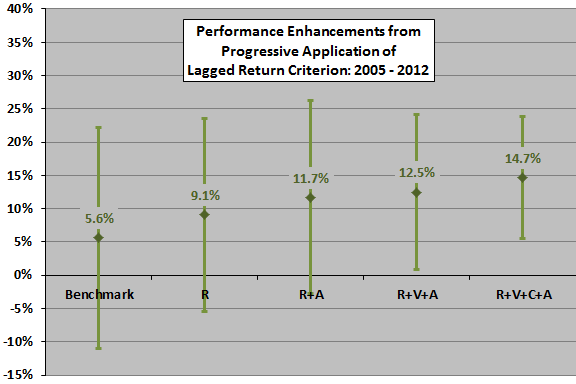 40%
35%
30%
25%
20%
15%
10%
5%
0%
-5%
-10%
-15%
Performance Enhancements from
Progressive Application of
Lagged Return Criterion: 2005 - 2012
5.6%
9.1%
11.7%
12.5%
14.7%
Benchmark
R
R+A
R+V+A
R+V+C+A